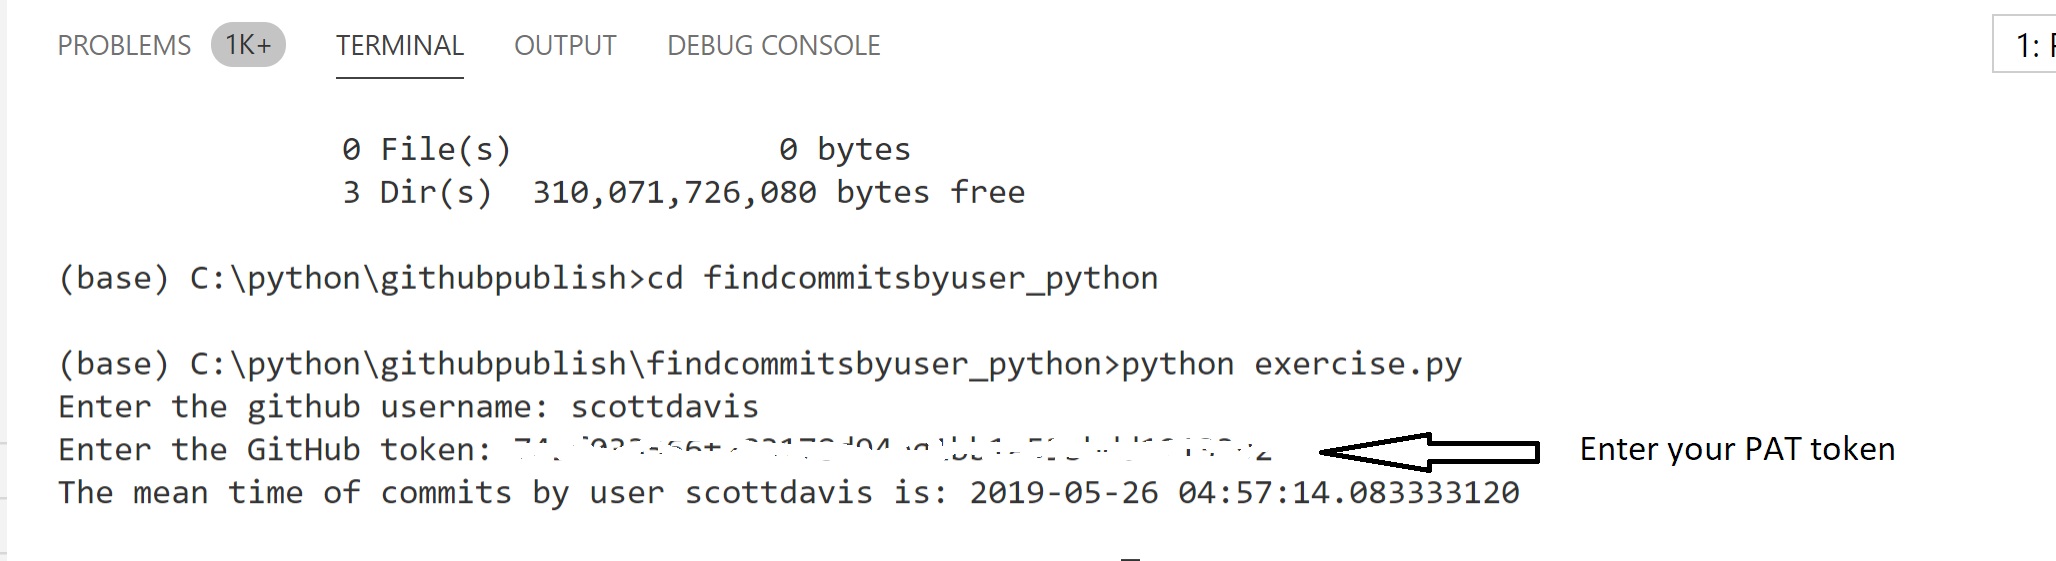 PROBLEMS 1K+ TERMINAL OUTPUT DEBUG CONSOLE 1:
0 File(s) 0 bytes
3 Dir(s) 310,071,726,080 bytes free
(base) C:\python\githubpublish>cd findcommitsbyuser_python
(base) C:\python\githubpublish\findcommitsbyuser_python>python exercise.py
Enter the github username: scottdavis
Enter the GitHub token: Enter your PAT token
The mean time of commits by user scottdavis is: 2019-05-26 04:57:14.083333120